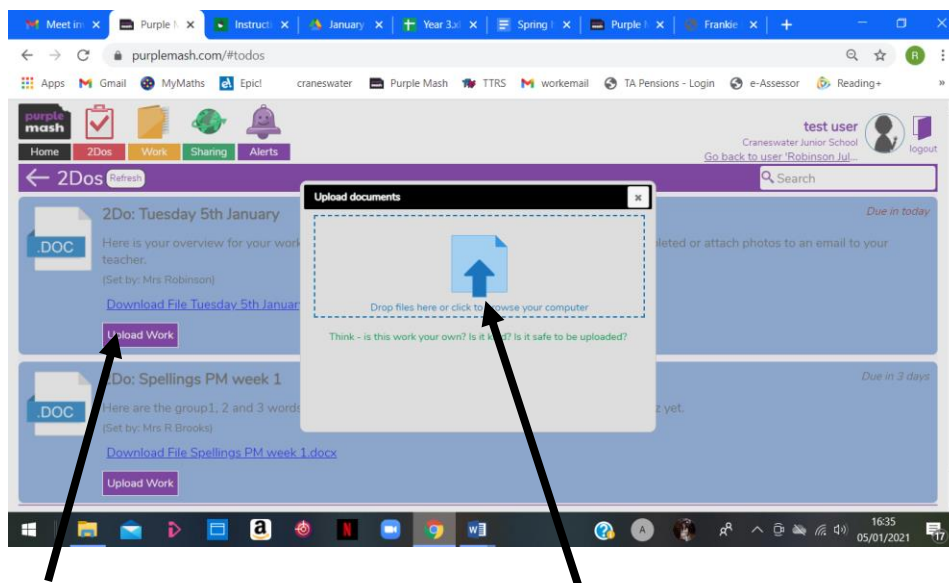 Meet in
Purple M
Instructi
January
Year 3.xl
Spring
Purple
Frankie
purplemash.com/#todos
R
Apps
Gmail
MyMaths
Epic!
craneswater
Purple Mash
TTRS
workemail
TA Pensions - Login
e-Assessor
Reading+
»
purple
mash
Home
2Dos
Work
Sharing
Alerts
test user
Craneswater Junior School
Go back to user 'Robinson Jul...
logout
2Dos
Refresh
Search
2Do: Tuesday 5th January
Due in today
.DOC
Here is your overview for your work
leted or attach photos to an email to your
teacher.
(Set by: Mrs Robinson)
Download File Tuesday 5th Januar
Upload Work
Upload documents
Drop files here or click to browse your computer
Think - is this work your own? Is it kind? Is it safe to be uploaded?
2Do: Spellings PM week 1
Due in 3 days
.DOC
Here are the group1, 2 and 3 words
z yet.
(Set by: Mrs R Brooks)
Download File Spellings PM week 1.docx
Upload Work
a
N
W
A
16:35
05/01/2021
17